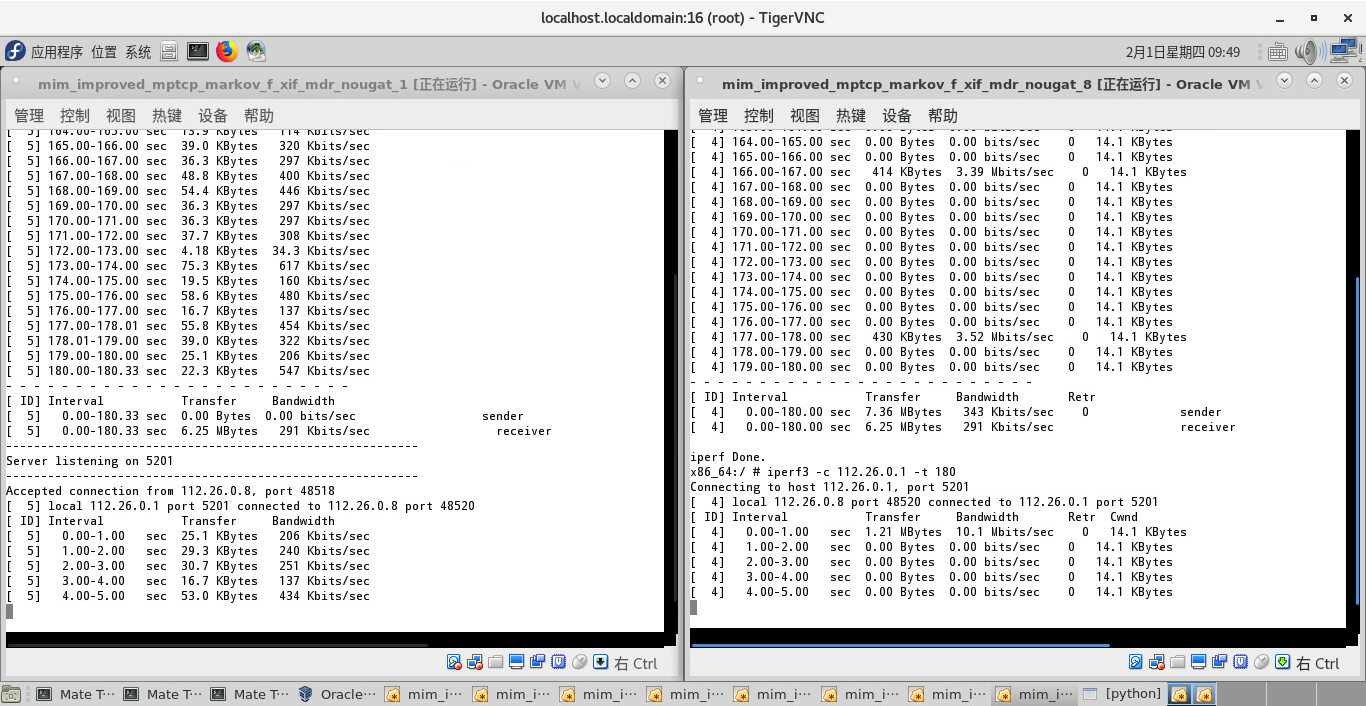 localhost.localdomain:16 (root) - TigerVNC
应用程序 位置 系统
2月1日星期四 09:49
mim_improved_mptcp_markov_f_xif_mdr_nougat_1 [正在运行] - Oracle VM V
管理 控制 视图 热键 设备 帮助
[  5] 164.00-165.00 sec  13.9 KBytes   114 Kbits/sec
[  5] 165.00-166.00 sec  39.0 KBytes   320 Kbits/sec
[  5] 166.00-167.00 sec  36.3 KBytes   297 Kbits/sec
[  5] 167.00-168.00 sec  48.8 KBytes   400 Kbits/sec
[  5] 168.00-169.00 sec  54.4 KBytes   446 Kbits/sec
[  5] 169.00-170.00 sec  36.3 KBytes   297 Kbits/sec
[  5] 170.00-171.00 sec  36.3 KBytes   297 Kbits/sec
[  5] 171.00-172.00 sec  37.7 KBytes   308 Kbits/sec
[  5] 172.00-173.00 sec  4.18 KBytes  34.3 Kbits/sec
[  5] 173.00-174.00 sec  75.3 KBytes   617 Kbits/sec
[  5] 174.00-175.00 sec  19.5 KBytes   160 Kbits/sec
[  5] 175.00-176.00 sec  58.6 KBytes   480 Kbits/sec
[  5] 176.00-177.00 sec  16.7 KBytes   137 Kbits/sec
[  5] 177.00-178.01 sec  55.8 KBytes   454 Kbits/sec
[  5] 178.01-179.00 sec  39.0 KBytes   322 Kbits/sec
[  5] 179.00-180.00 sec  25.1 KBytes   206 Kbits/sec
[  5] 180.00-180.33 sec  22.3 KBytes   547 Kbits/sec
- - - - - - - - - - - - - - - - - - - - - - - - -
[ ID] Interval           Transfer     Bandwidth
[  5]   0.00-180.33 sec  0.00 Bytes  0.00 bits/sec                  sender
[  5]   0.00-180.33 sec  6.25 MBytes   291 Kbits/sec                  receiver
-----------------------------------------------------------
Server listening on 5201
-----------------------------------------------------------
Accepted connection from 112.26.0.8, port 48518
[  5] local 112.26.0.1 port 5201 connected to 112.26.0.8 port 48520
[ ID] Interval           Transfer     Bandwidth
[  5]   0.00-1.00   sec  25.1 KBytes   206 Kbits/sec
[  5]   1.00-2.00   sec  29.3 KBytes   240 Kbits/sec
[  5]   2.00-3.00   sec  30.7 KBytes   251 Kbits/sec
[  5]   3.00-4.00   sec  16.7 KBytes   137 Kbits/sec
[  5]   4.00-5.00   sec  53.0 KBytes   434 Kbits/sec
右 Ctrl
mim_improved_mptcp_markov_f_xif_mdr_nougat_8 [正在运行] - Oracle VM V
管理 控制 视图 热键 设备 帮助
[  4] 164.00-165.00 sec  0.00 Bytes  0.00 bits/sec    0   14.1 KBytes
[  4] 165.00-166.00 sec  0.00 Bytes  0.00 bits/sec    0   14.1 KBytes
[  4] 166.00-167.00 sec   414 KBytes  3.39 Mbits/sec    0   14.1 KBytes
[  4] 167.00-168.00 sec  0.00 Bytes  0.00 bits/sec    0   14.1 KBytes
[  4] 168.00-169.00 sec  0.00 Bytes  0.00 bits/sec    0   14.1 KBytes
[  4] 169.00-170.00 sec  0.00 Bytes  0.00 bits/sec    0   14.1 KBytes
[  4] 170.00-171.00 sec  0.00 Bytes  0.00 bits/sec    0   14.1 KBytes
[  4] 171.00-172.00 sec  0.00 Bytes  0.00 bits/sec    0   14.1 KBytes
[  4] 172.00-173.00 sec  0.00 Bytes  0.00 bits/sec    0   14.1 KBytes
[  4] 173.00-174.00 sec  0.00 Bytes  0.00 bits/sec    0   14.1 KBytes
[  4] 174.00-175.00 sec  0.00 Bytes  0.00 bits/sec    0   14.1 KBytes
[  4] 175.00-176.00 sec  0.00 Bytes  0.00 bits/sec    0   14.1 KBytes
[  4] 176.00-177.00 sec  0.00 Bytes  0.00 bits/sec    0   14.1 KBytes
[  4] 177.00-178.00 sec   430 KBytes  3.52 Mbits/sec    0   14.1 KBytes
[  4] 178.00-179.00 sec  0.00 Bytes  0.00 bits/sec    0   14.1 KBytes
[  4] 179.00-180.00 sec  0.00 Bytes  0.00 bits/sec    0   14.1 KBytes
- - - - - - - - - - - - - - - - - - - - - - - - -
[ ID] Interval           Transfer     Bandwidth       Retr
[  4]   0.00-180.00 sec  7.36 MBytes   343 Kbits/sec    0             sender
[  4]   0.00-180.00 sec  6.25 MBytes   291 Kbits/sec                  receiver
iperf Done.
x86_64:/ # iperf3 -c 112.26.0.1 -t 180
Connecting to host 112.26.0.1, port 5201
[  4] local 112.26.0.8 port 48520 connected to 112.26.0.1 port 5201
[ ID] Interval           Transfer     Bandwidth       Retr  Cwnd
[  4]   0.00-1.00   sec  1.21 MBytes  10.1 Mbits/sec    0   14.1 KBytes
[  4]   1.00-2.00   sec  0.00 Bytes  0.00 bits/sec    0   14.1 KBytes
[  4]   2.00-3.00   sec  0.00 Bytes  0.00 bits/sec    0   14.1 KBytes
[  4]   3.00-4.00   sec  0.00 Bytes  0.00 bits/sec    0   14.1 KBytes
[  4]   4.00-5.00   sec  0.00 Bytes  0.00 bits/sec    0   14.1 KBytes
右 Ctrl
Mate T··· Mate T··· Mate T··· Oracle··· mim_i··· mim_i··· mim_i··· mim_i··· mim_i··· mim_i··· mim_i··· mim_i··· [python]